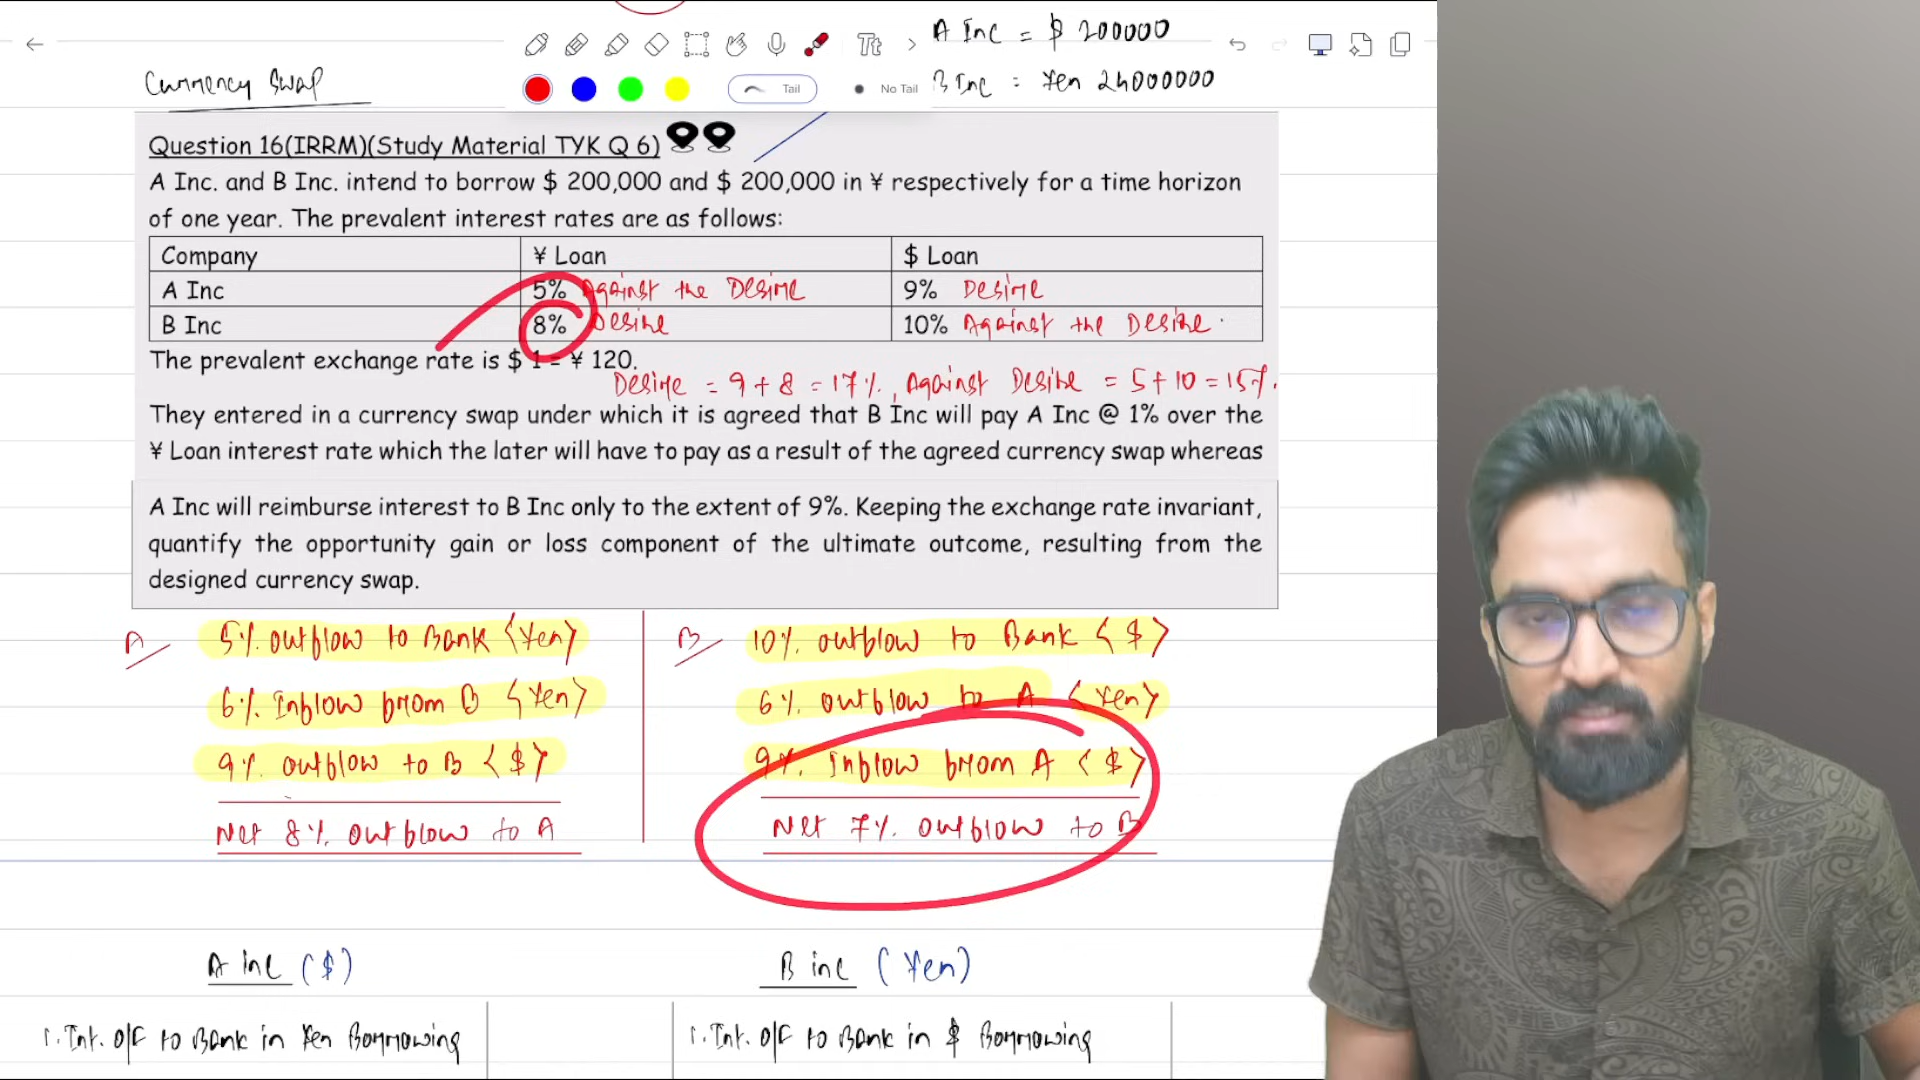 A Inc = $ 200000
B Inc = Yen 24000000
Tt
Tail
No Tail
Currency Swap
Question 16(IRRM)(Study Material TYK Q 6)
A Inc. and B Inc. intend to borrow $ 200,000 and $ 200,000 in ¥ respectively for a time horizon
of one year. The prevalent interest rates are as follows:
Company ¥ Loan $ Loan
A Inc 5% Against the Desire 9% Desire
B Inc 8% Desire 10% Against the Desire
The prevalent exchange rate is $ 1 = ¥ 120.
Desire = 9 + 8 = 17%, Against Desire = 5 + 10 = 15%.
They entered in a currency swap under which it is agreed that B Inc will pay A Inc @ 1% over the
¥ Loan interest rate which the later will have to pay as a result of the agreed currency swap whereas
A Inc will reimburse interest to B Inc only to the extent of 9%. Keeping the exchange rate invariant,
quantify the opportunity gain or loss component of the ultimate outcome, resulting from the
designed currency swap.
A
5% outflow to Bank <Yen>
6% Inflow from B <Yen>
9% outflow to B <$>
Net 8% outflow to A
B
10% outflow to Bank <$>
6% outflow to A <Yen>
9% Inflow from A <$>
Net 7% outflow to B
A inc ($)
B inc (Yen)
1. Int. O/F to Bank in Yen Borrowing
1. Int. O/F to Bank in $ Borrowing